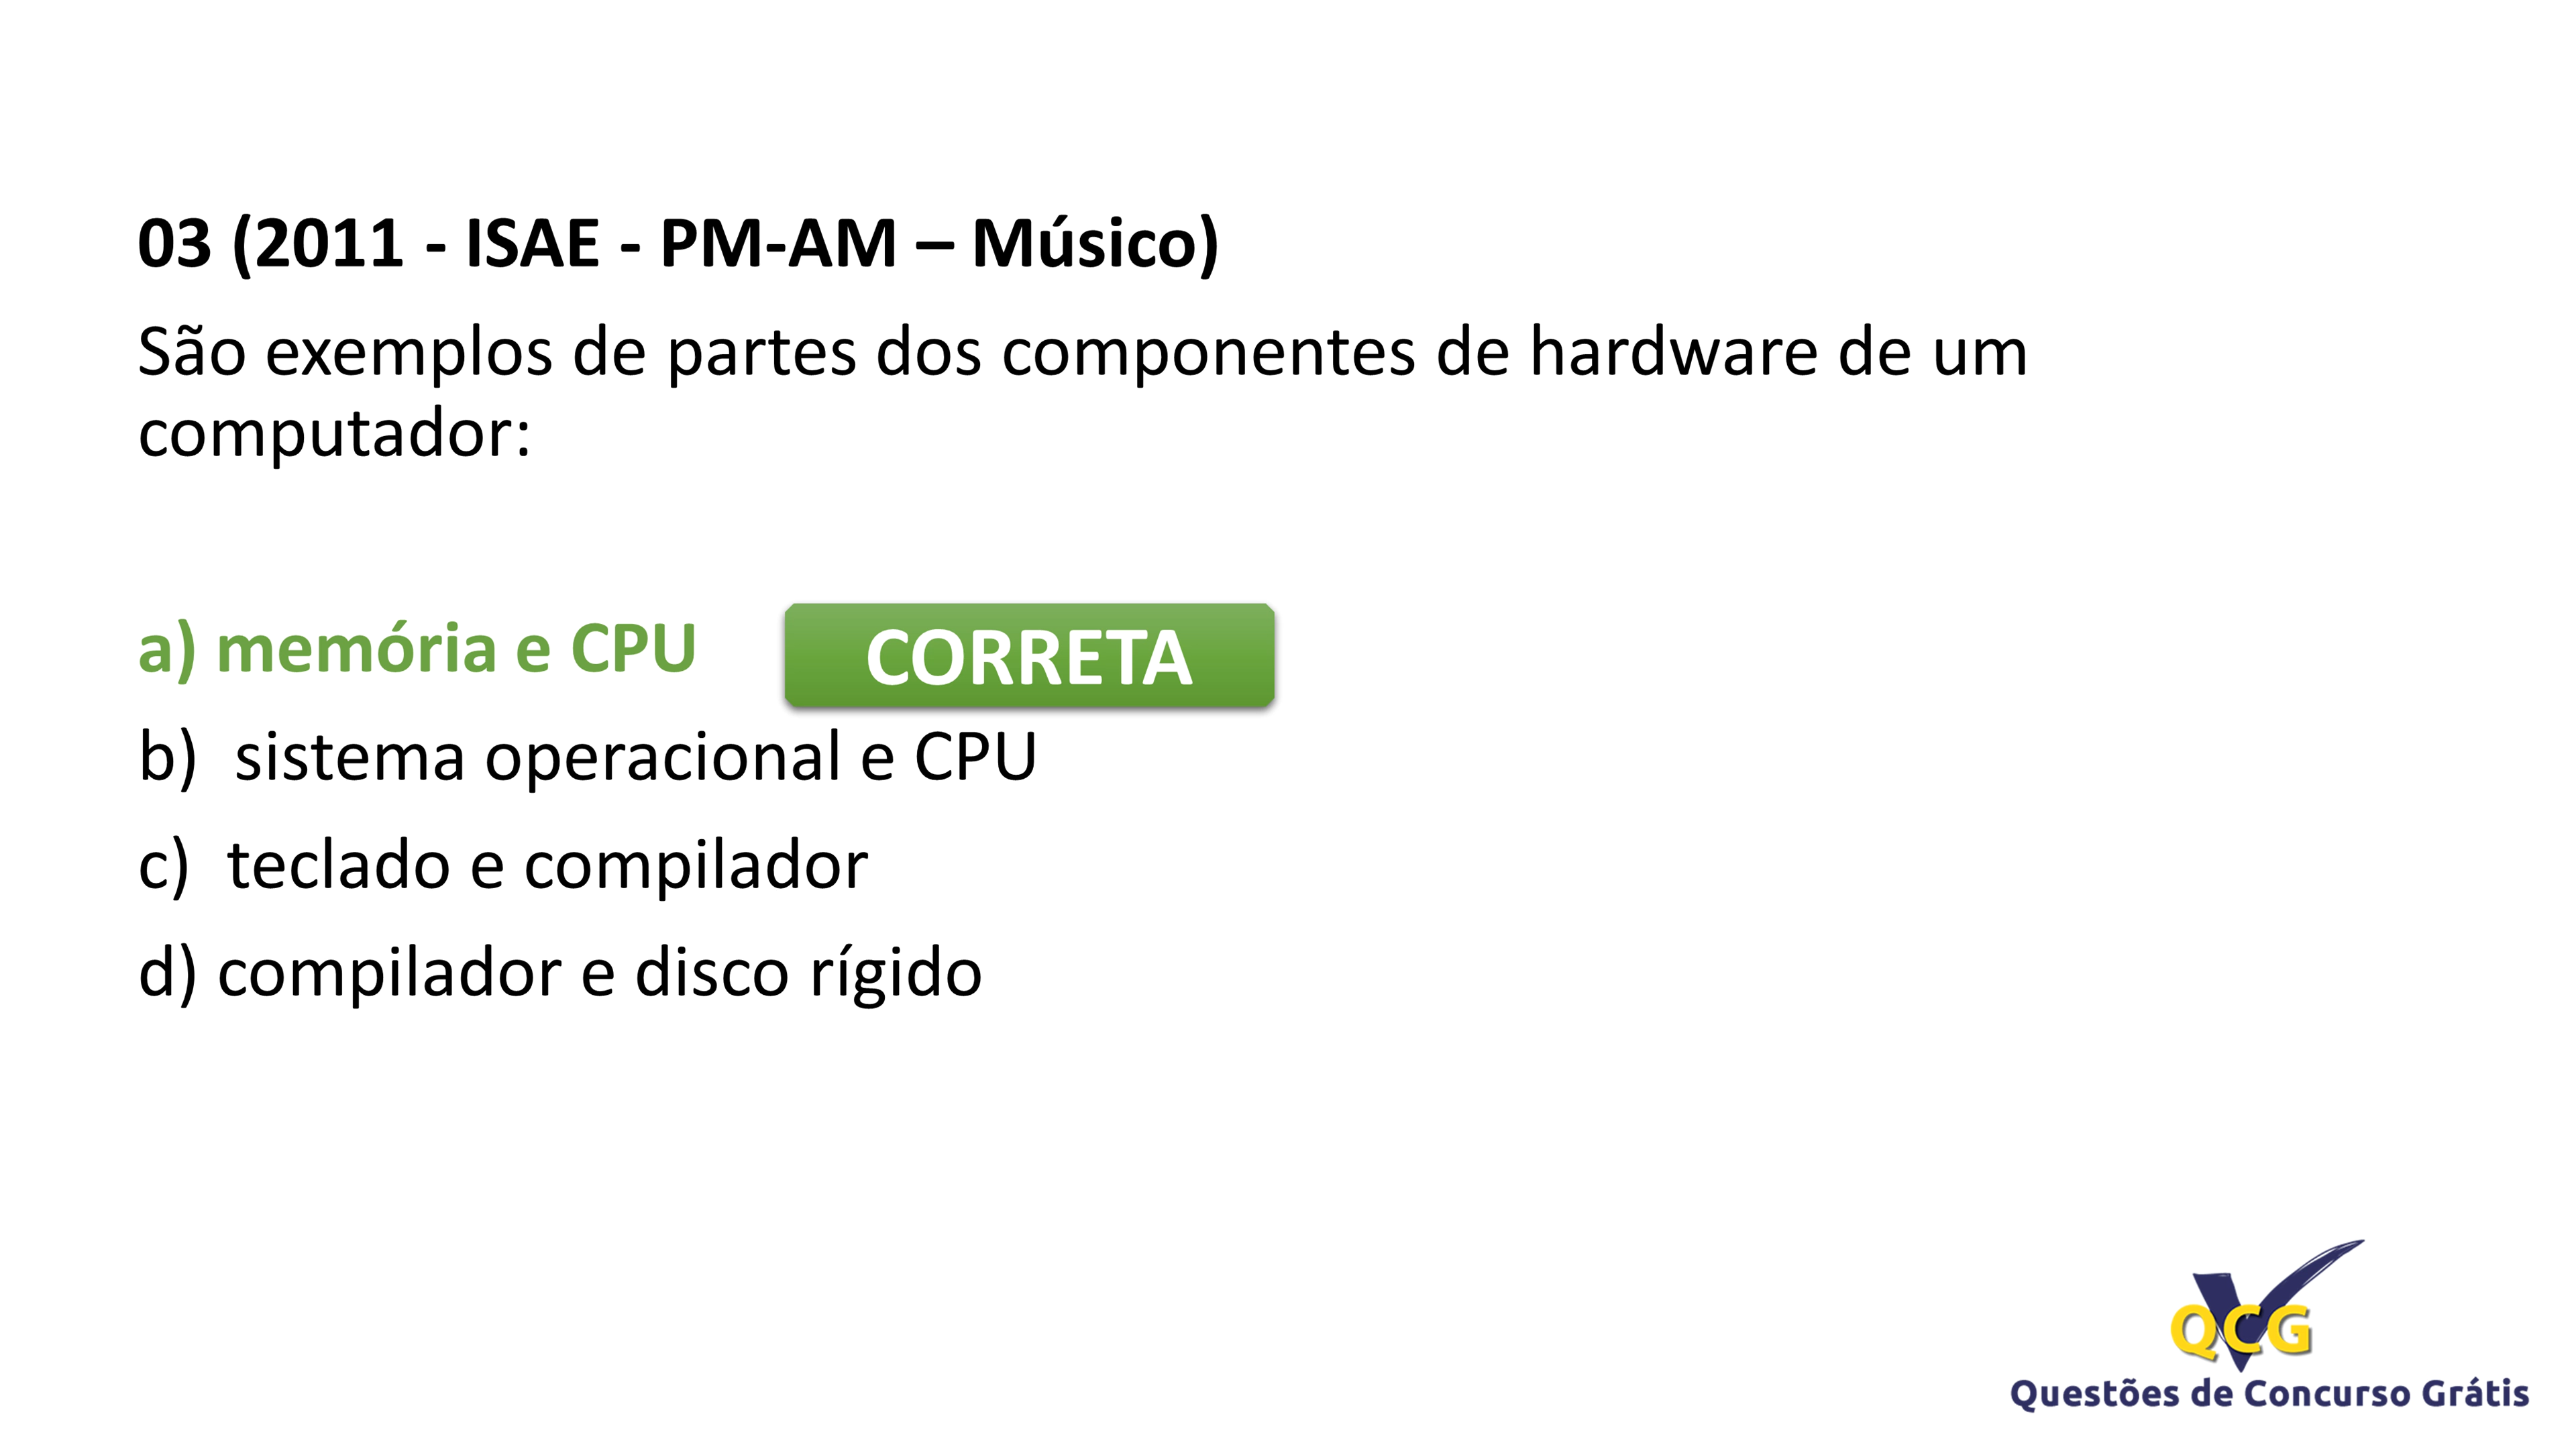 03 (2011 - ISAE - PM-AM – Músico)
São exemplos de partes dos componentes de hardware de um
computador:
a) memória e CPU
CORRETA
b) sistema operacional e CPU
c) teclado e compilador
d) compilador e disco rígido
QCG
Questões de Concurso Grátis